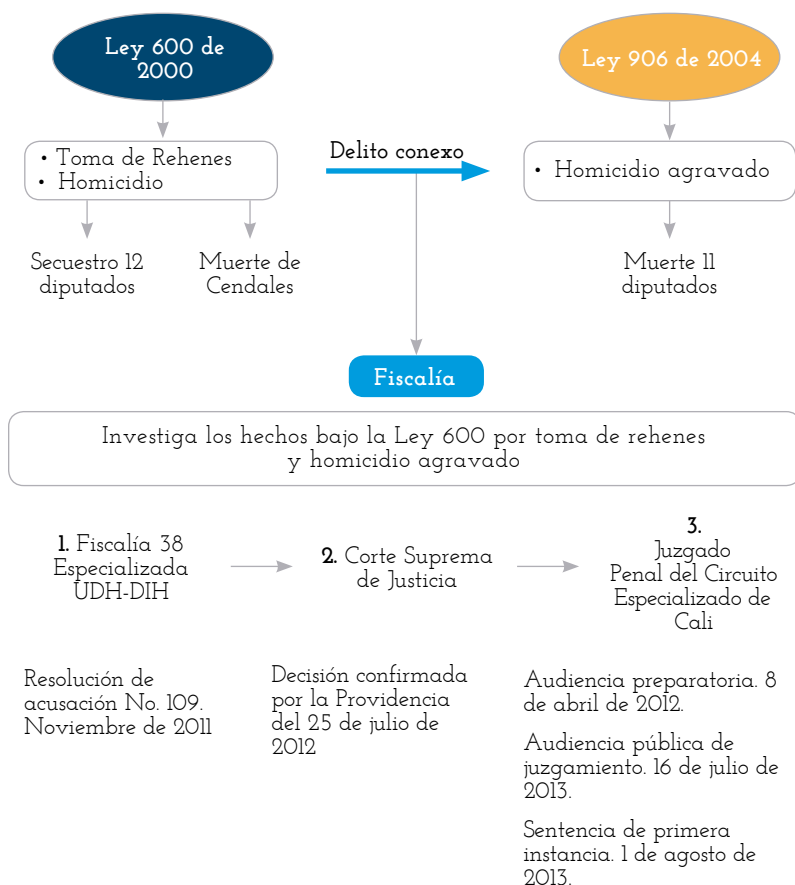 Ley 600 de
2000
Ley 906 de 2004
• Toma de Rehenes
• Homicidio
Delito conexo
• Homicidio agravado
Secuestro 12
diputados
Muerte de
Cendales
Muerte 11
diputados
Fiscalía
Investiga los hechos bajo la Ley 600 por toma de rehenes
y homicidio agravado
1. Fiscalía 38
Especializada
UDH-DIH
2. Corte Suprema
de Justicia
3.
Juzgado
Penal del Circuito
Especializado de
Cali
Resolución de
acusación No. 109.
Noviembre de 2011
Decisión confirmada
por la Providencia
del 25 de julio de
2012
Audiencia preparatoria. 8
de abril de 2012.
Audiencia pública de
juzgamiento. 16 de julio de
2013.
Sentencia de primera
instancia. 1 de agosto de
2013.